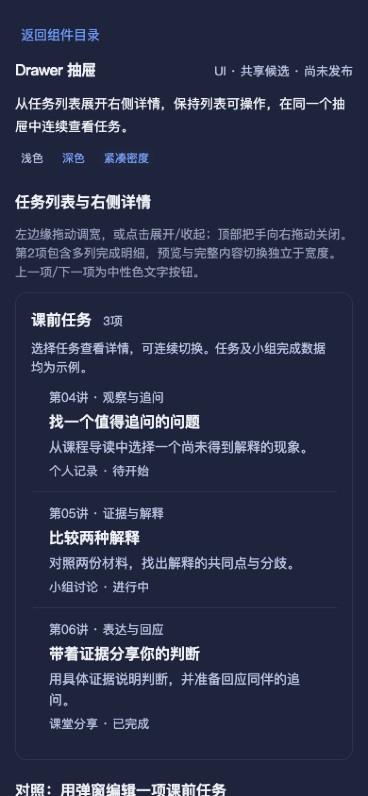 返回组件目录
Drawer 抽屉
UI · 共享候选 · 尚未发布
从任务列表展开右侧详情，保持列表可操作，在同一个抽
屉中连续查看任务。
浅色 深色 紧凑密度
任务列表与右侧详情
左边缘拖动调宽，或点击展开/收起；顶部把手向右拖动关闭。
第2项包含多列完成明细，预览与完整内容切换独立于宽度。
上一项/下一项为中性色文字按钮。
课前任务 3项
选择任务查看详情，可连续切换。任务及小组完成数据
均为示例。
第04讲 · 观察与追问
找一个值得追问的问题
从课程导读中选择一个尚未得到解释的现象。
个人记录 · 待开始
第05讲 · 证据与解释
比较两种解释
对照两份材料，找出解释的共同点与分歧。
小组讨论 · 进行中
第06讲 · 表达与回应
带着证据分享你的判断
用具体证据说明判断，并准备回应同伴的追
问。
课堂分享 · 已完成
对照：用弹窗编辑一项课前任务